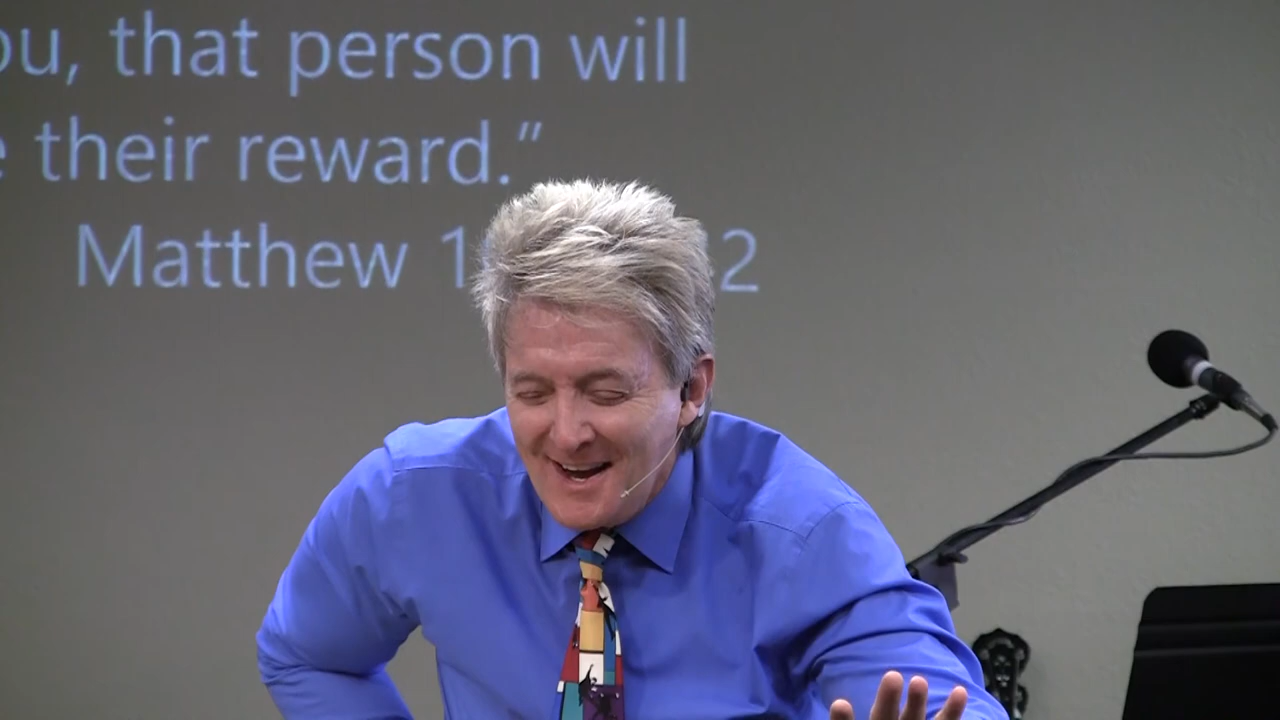 ou, that person will
their reward.”
Matthew 1 2